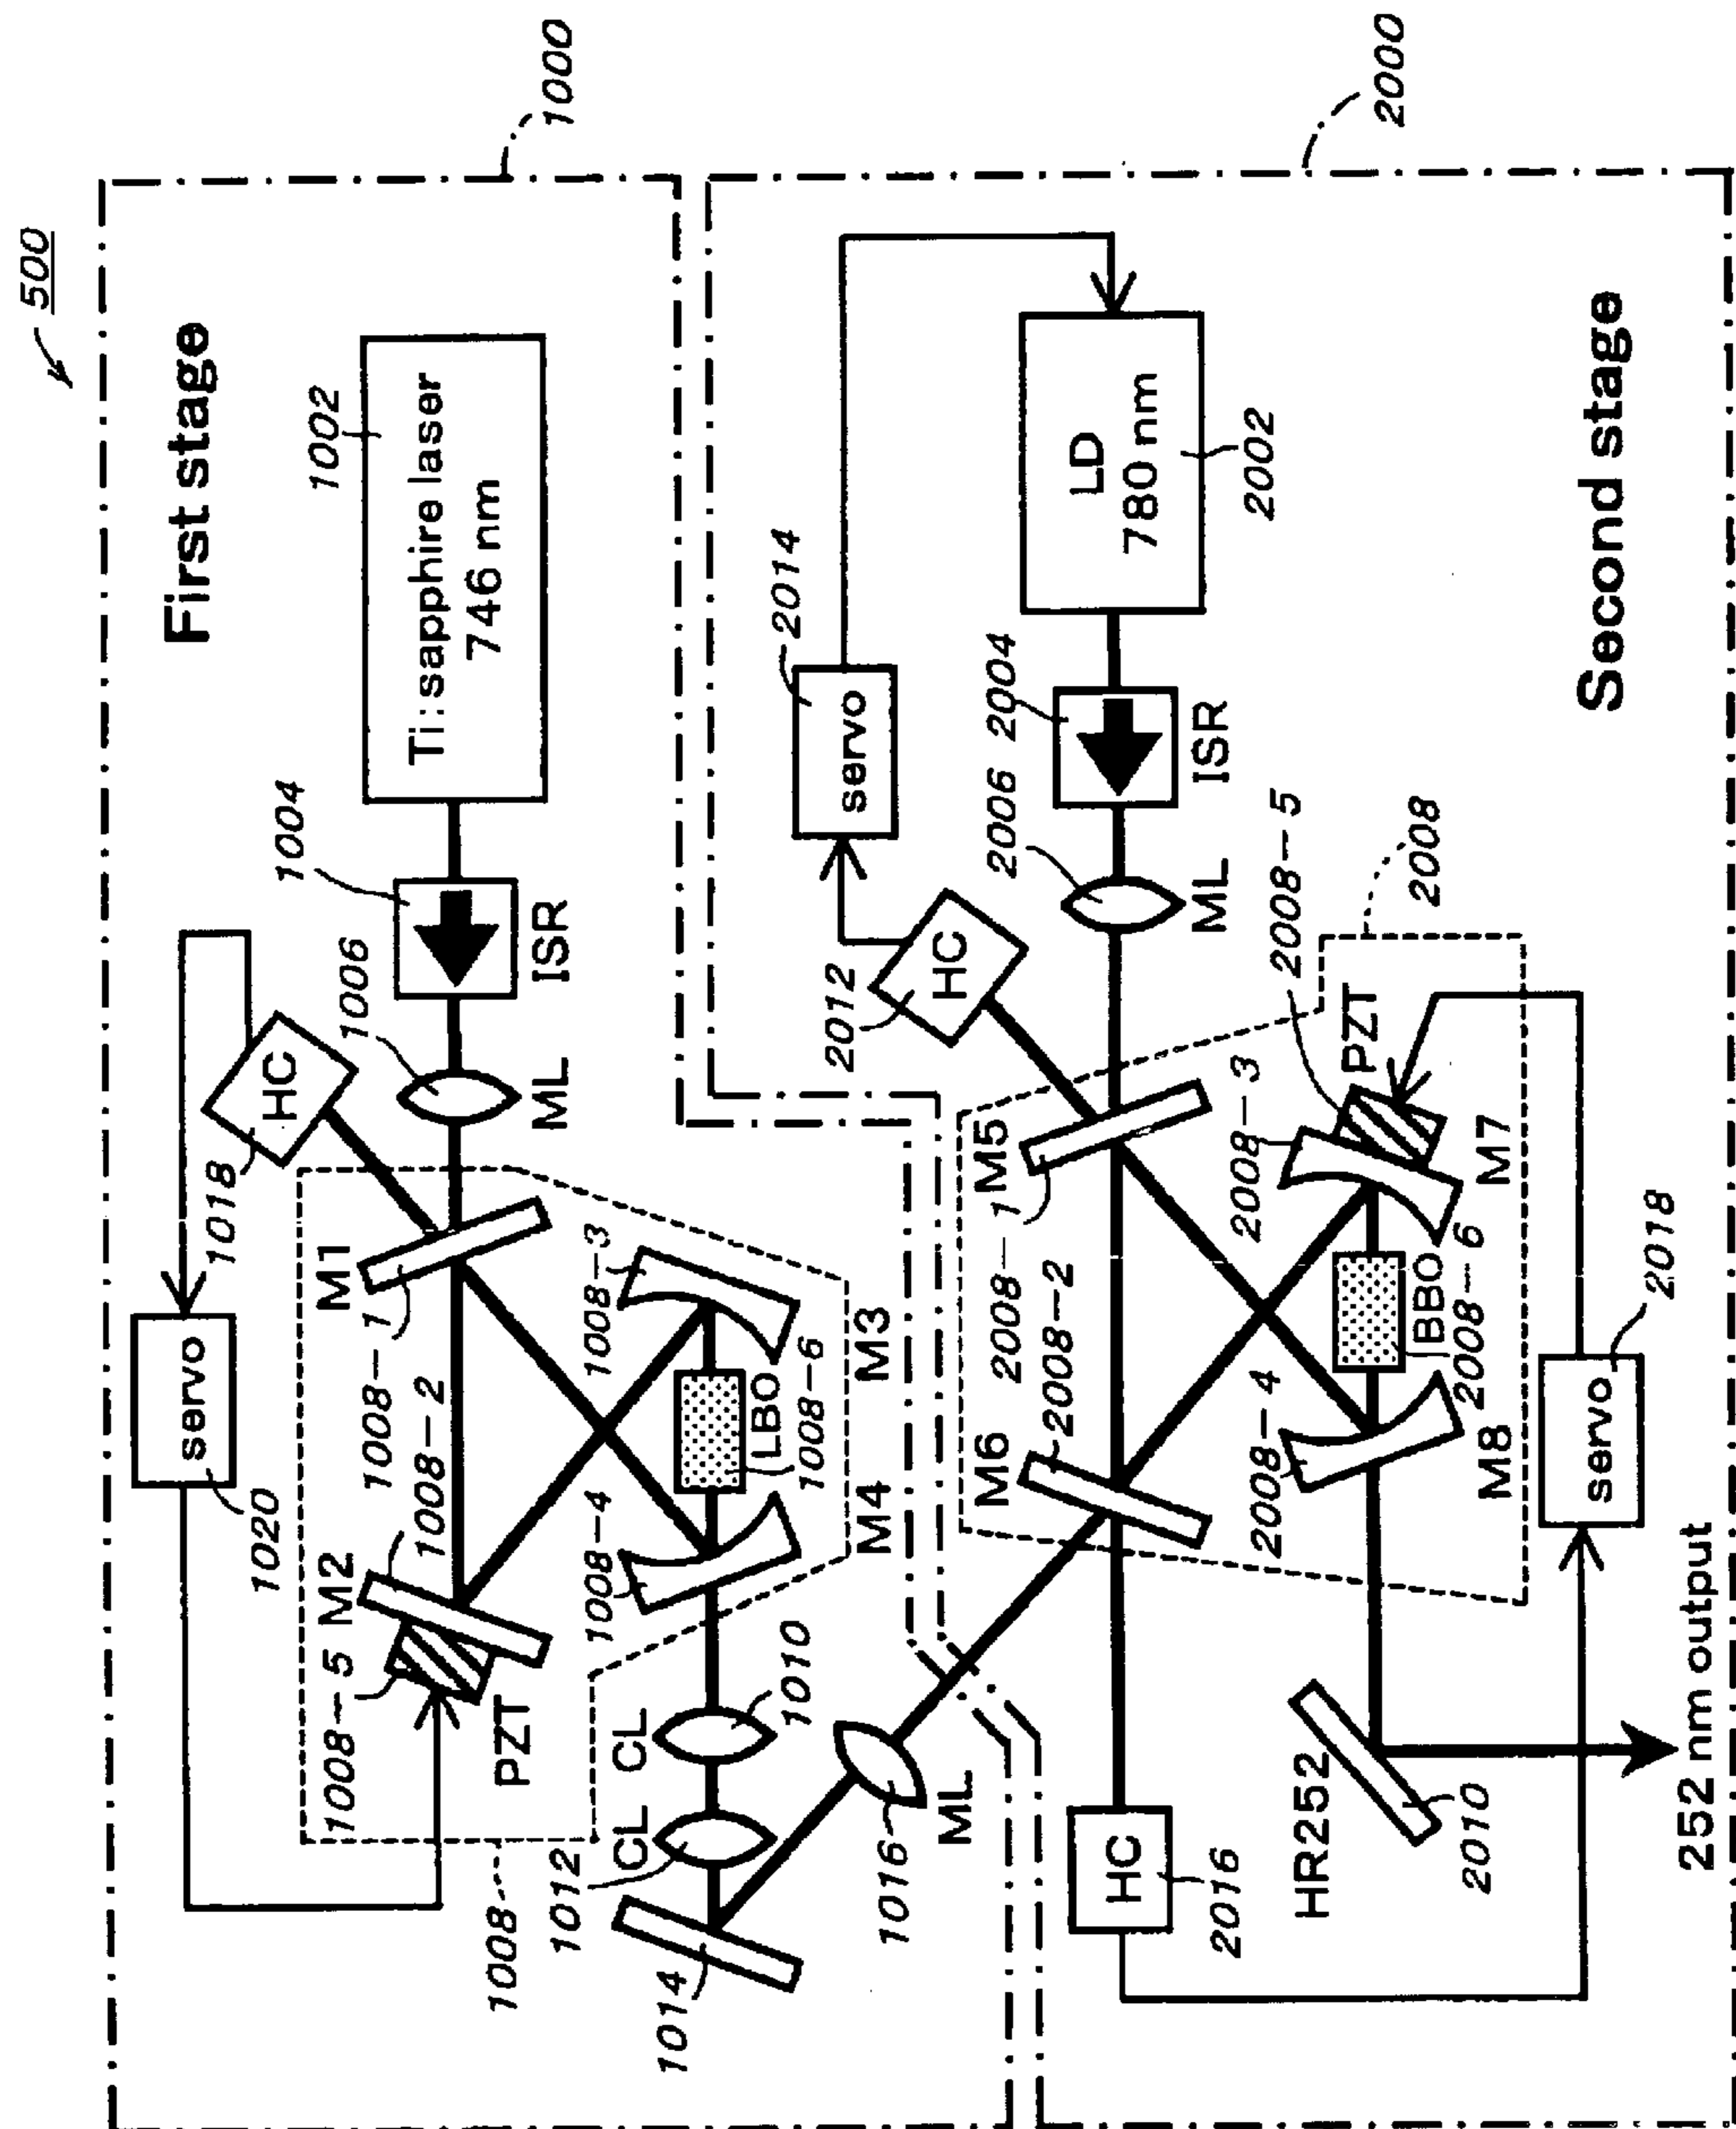 500
1000
First stage
1002
Ti:sapphire laser
746 nm
1004
ISR
1006
ML
HC
1018
servo
1020
M1
1008-1
M2
1008-2
1008-5
PZT
1008-3
M3
LBO
1008-6
1008-4
M4
1008
CL
1010
CL
1012
1014
1016
ML
2000
Second stage
LD
780 nm
2002
2014
servo
2004
ISR
2006
ML
HC
2012
M5
2008-1
M6
2008-2
2008
2008-5
PZT
2008-3
M7
BBO
2008-6
2008-4
M8
servo
2018
HC
2016
HR252
2010
252 nm output